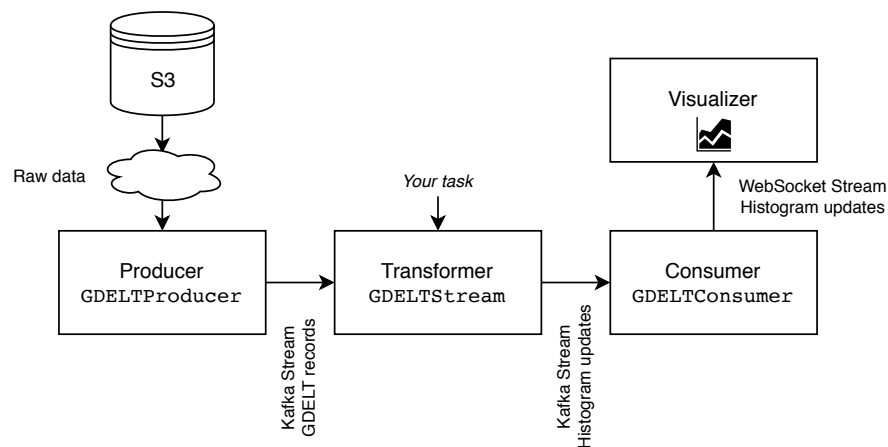 S3
Raw data
Your task
Visualizer
WebSocket Stream
Histogram updates
Producer
GDELTProducer
Kafka Stream
GDELT records
Transformer
GDELTStream
Kafka Stream
Histogram updates
Consumer
GDELTConsumer